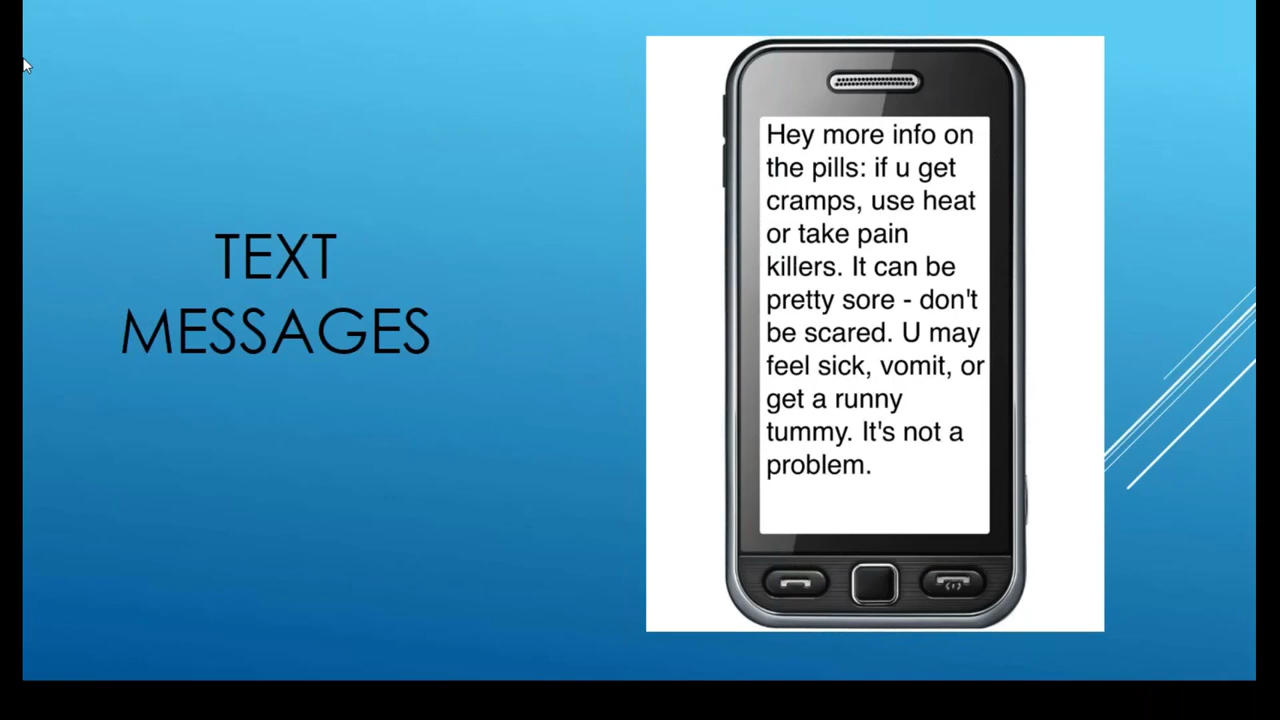 TEXT
MESSAGES
Hey more info on
the pills: if u get
cramps, use heat
or take pain
killers. It can be
pretty sore - don't
be scared. U may
feel sick, vomit, or
get a runny
tummy. It's not a
problem.